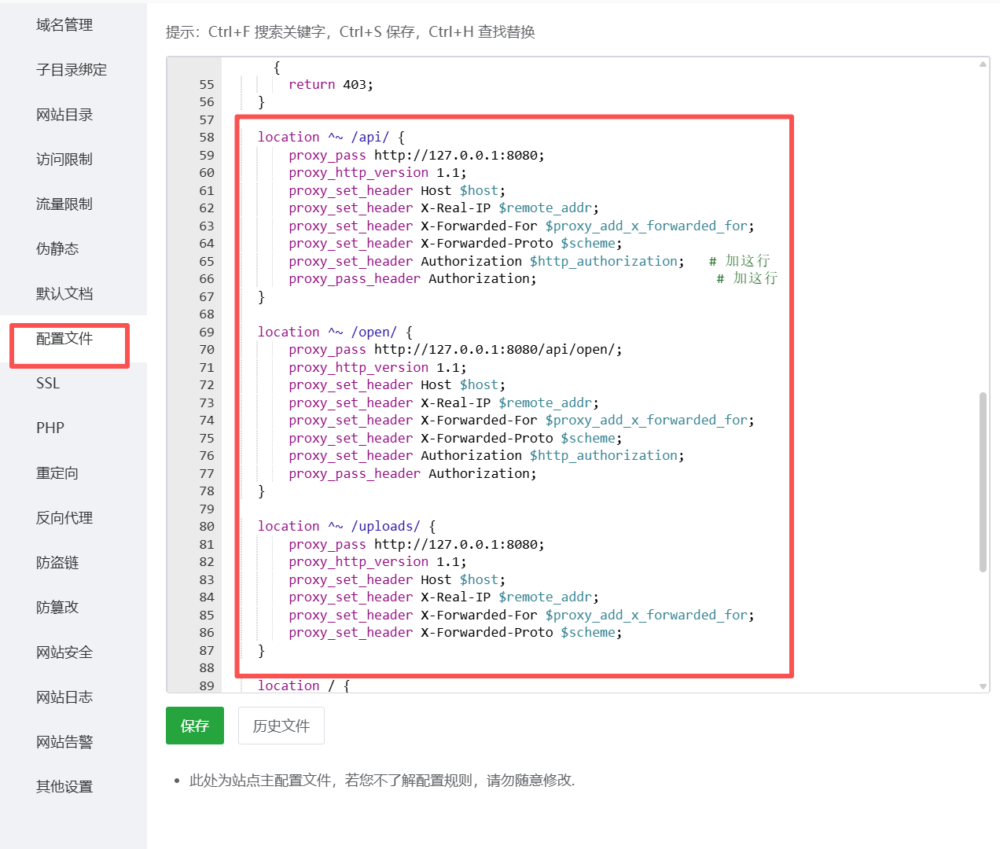 域名管理
子目录绑定
网站目录
访问限制
流量限制
伪静态
默认文档
配置文件
SSL
PHP
重定向
反向代理
防盗链
防篡改
网站安全
网站日志
网站告警
其他设置
提示：Ctrl+F 搜索关键字，Ctrl+S 保存，Ctrl+H 查找替换
{
55 return 403;
56 }
57
58 location ^~ /api/ {
59 proxy_pass http://127.0.0.1:8080;
60 proxy_http_version 1.1;
61 proxy_set_header Host $host;
62 proxy_set_header X-Real-IP $remote_addr;
63 proxy_set_header X-Forwarded-For $proxy_add_x_forwarded_for;
64 proxy_set_header X-Forwarded-Proto $scheme;
65 proxy_set_header Authorization $http_authorization; # 加这行
66 proxy_pass_header Authorization; # 加这行
67 }
68
69 location ^~ /open/ {
70 proxy_pass http://127.0.0.1:8080/api/open/;
71 proxy_http_version 1.1;
72 proxy_set_header Host $host;
73 proxy_set_header X-Real-IP $remote_addr;
74 proxy_set_header X-Forwarded-For $proxy_add_x_forwarded_for;
75 proxy_set_header X-Forwarded-Proto $scheme;
76 proxy_set_header Authorization $http_authorization;
77 proxy_pass_header Authorization;
78 }
79
80 location ^~ /uploads/ {
81 proxy_pass http://127.0.0.1:8080;
82 proxy_http_version 1.1;
83 proxy_set_header Host $host;
84 proxy_set_header X-Real-IP $remote_addr;
85 proxy_set_header X-Forwarded-For $proxy_add_x_forwarded_for;
86 proxy_set_header X-Forwarded-Proto $scheme;
87 }
88
89 location / {
保存
历史文件
• 此处为站点主配置文件，若您不了解配置规则，请勿随意修改.